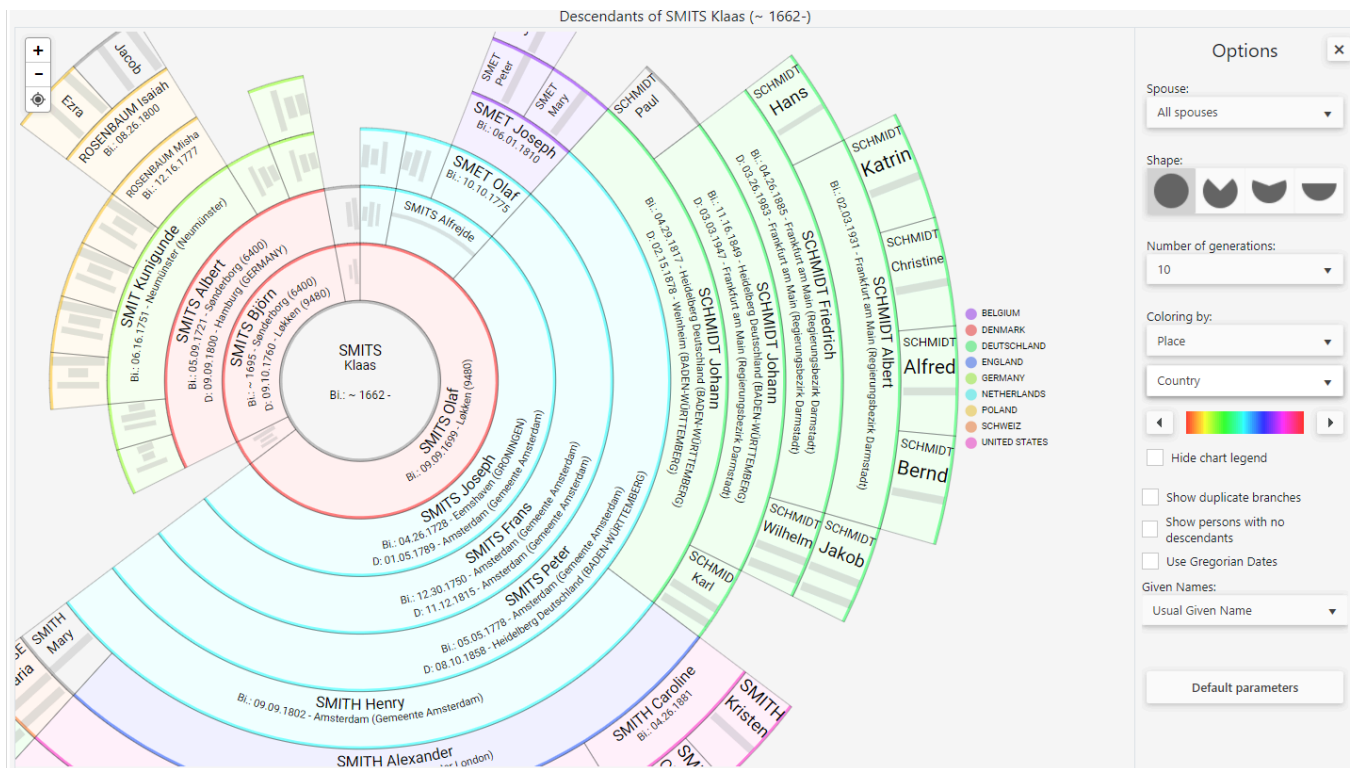 Descendants of SMITS Klaas (~ 1662-)
+
−
Jacob
Ezra
ROSENBAUM Isaiah
Bi.: 08.26.1800
ROSENBAUM Misha
Bi.: 12.16.1777
SMIT Kunigunde
Bi.: 06.16.1751 - Neumünster (Neumünster)
SMITS Albert
Bi.: 05.09.1721 - Sønderborg (6400)
D: 09.09.1800 - Hamburg (GERMANY)
SMITS Björn
Bi.: ~ 1695 - Sønderborg (6400)
D: 09.10.1760 - Løkken (9480)
SMITS
Klaas
Bi.: ~ 1662 -
SMITS Olaf
Bi.: 09.09.1699 - Løkken (9480)
SMITS Alfrejde
SMET Olaf
Bi.: 10.10.1775
SMET Joseph
Bi.: 06.01.1810
SMET
Peter
SMET
Mary
SMITS Joseph
Bi.: 04.26.1728 - Eemshaven (GRONINGEN)
D: 01.05.1789 - Amsterdam (Gemeente Amsterdam)
SMITS Frans
Bi.: 12.30.1750 - Amsterdam (Gemeente Amsterdam)
D: 11.12.1815 - Amsterdam (Gemeente Amsterdam)
SMITS Peter
Bi.: 05.05.1778 - Amsterdam (Gemeente Amsterdam)
D: 08.10.1858 - Heidelberg Deutschland (BADEN-WÜRTTEMBERG)
SCHMIDT
Paul
SCHMIDT Johann
Bi.: 04.29.1817 - Heidelberg Deutschland (BADEN-WÜRTTEMBERG)
D: 02.15.1878 - Weinheim (BADEN-WÜRTTEMBERG)
SCHMIDT Johann
Bi.: 11.16.1849 - Heidelberg Deutschland (BADEN-WÜRTTEMBERG)
D: 03.03.1947 - Frankfurt am Main (Regierungsbezirk Darmstadt)
SCHMIDT Friedrich
Bi.: 04.26.1885 - Frankfurt am Main (Regierungsbezirk Darmstadt)
D: 03.26.1983 - Frankfurt am Main (Regierungsbezirk Darmstadt)
SCHMIDT Albert
Bi.: 02.03.1931 - Frankfurt am Main (Regierungsbezirk Darmstadt)
SCHMIDT
Hans
SCHMIDT
Katrin
SCHMIDT
Christine
SCHMIDT
Alfred
SCHMIDT
Bernd
SCHMIDT
Jakob
SCHMIDT
Wilhelm
SCHMID
Karl
SMITH
Mary
aria
SMITH Henry
Bi.: 09.09.1802 - Amsterdam (Gemeente Amsterdam)
SMITH Alexander
London)
SMITH Caroline
Bi.: 04.26.1881
SMITH
Kristen
BELGIUM
DENMARK
DEUTSCHLAND
ENGLAND
GERMANY
NETHERLANDS
POLAND
SCHWEIZ
UNITED STATES
Options
×
Spouse:
All spouses
Shape:
Number of generations:
10
Coloring by:
Place
Country
Hide chart legend
Show duplicate branches
Show persons with no
descendants
Use Gregorian Dates
Given Names:
Usual Given Name
Default parameters